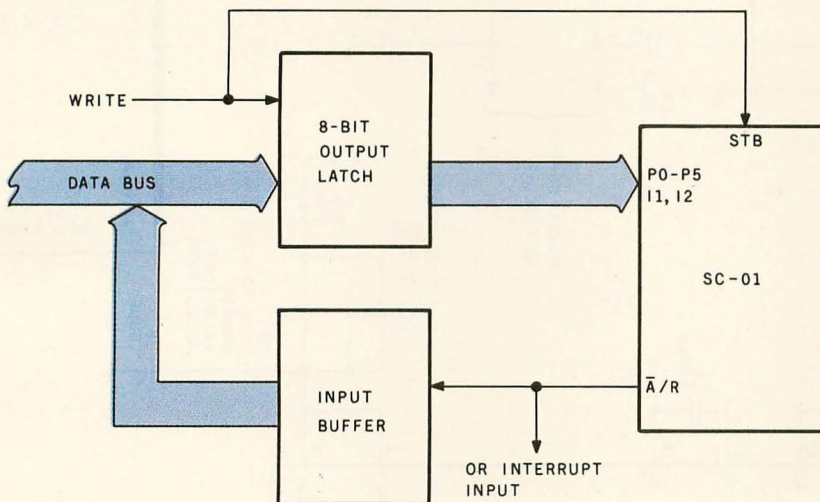 WRITE
8-BIT
OUTPUT
LATCH
STB
DATA BUS
P0-P5
I1, I2
SC-01
INPUT
BUFFER
A̅/R
OR INTERRUPT
INPUT